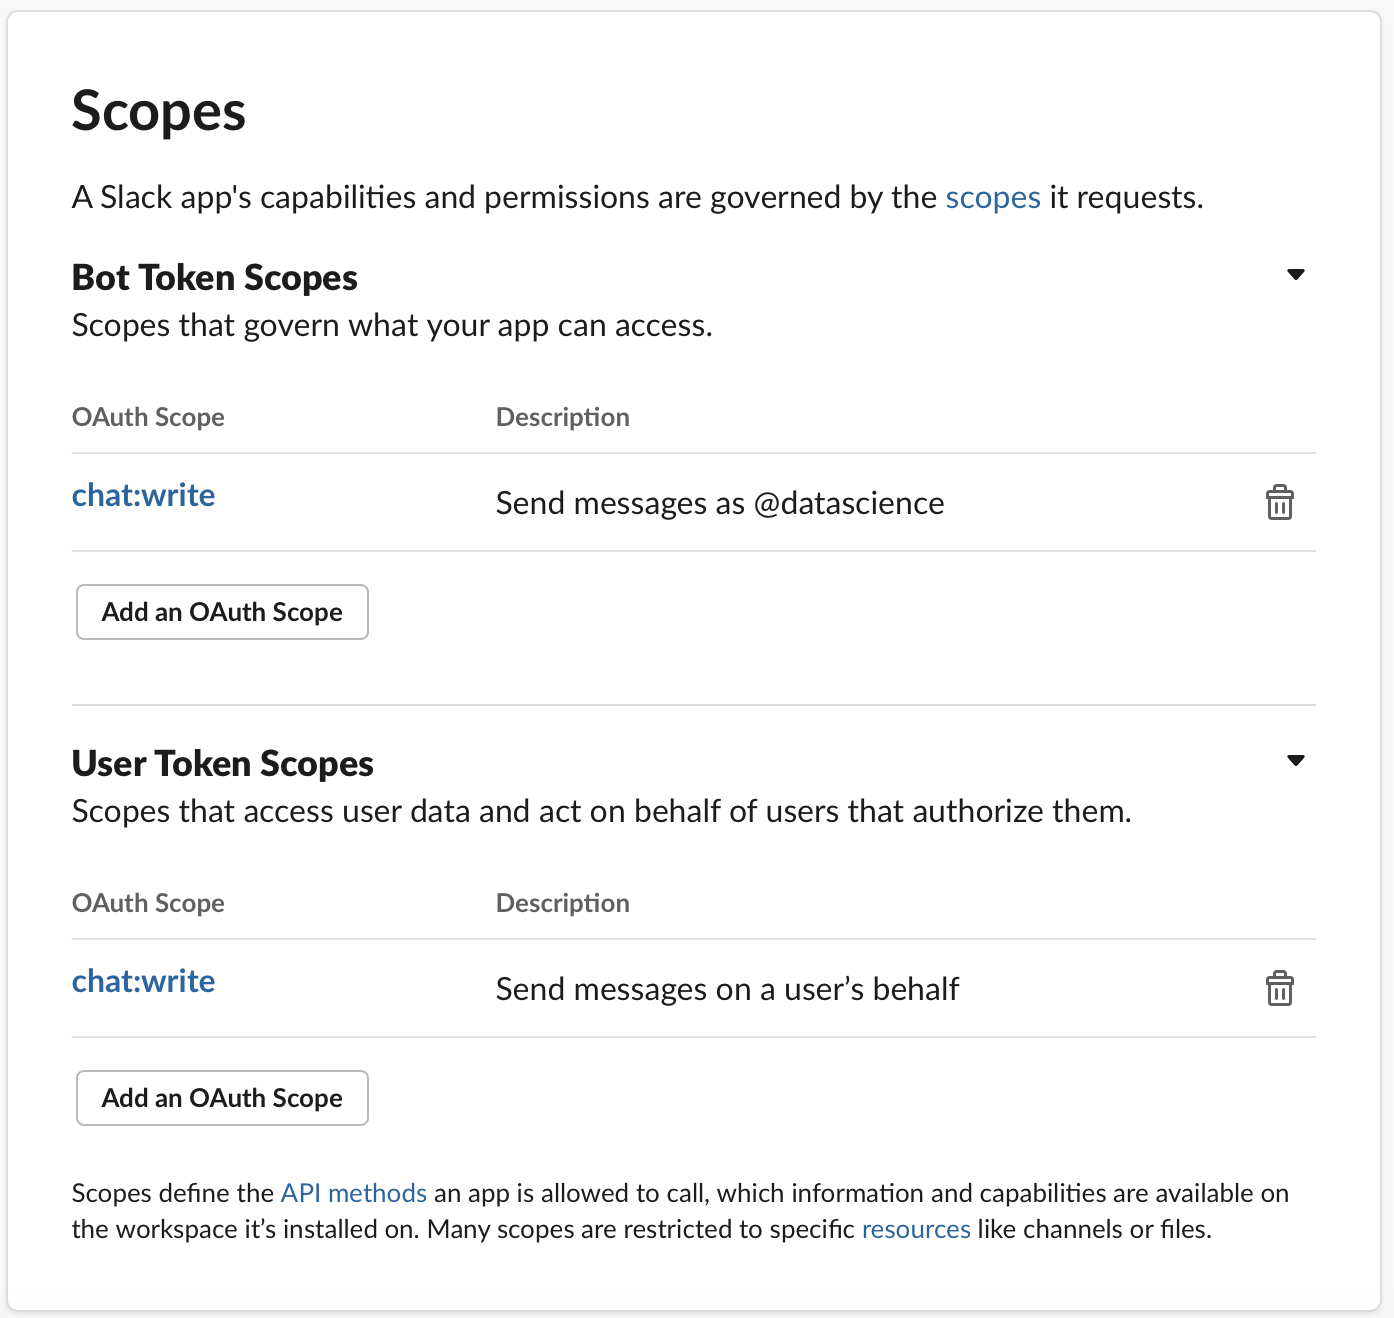 Scopes
A Slack app's capabilities and permissions are governed by the scopes it requests.
Bot Token Scopes
Scopes that govern what your app can access.
OAuth Scope Description
chat:write Send messages as @datascience
Add an OAuth Scope
User Token Scopes
Scopes that access user data and act on behalf of users that authorize them.
OAuth Scope Description
chat:write Send messages on a user’s behalf
Add an OAuth Scope
Scopes define the API methods an app is allowed to call, which information and capabilities are available on
the workspace it’s installed on. Many scopes are restricted to specific resources like channels or files.